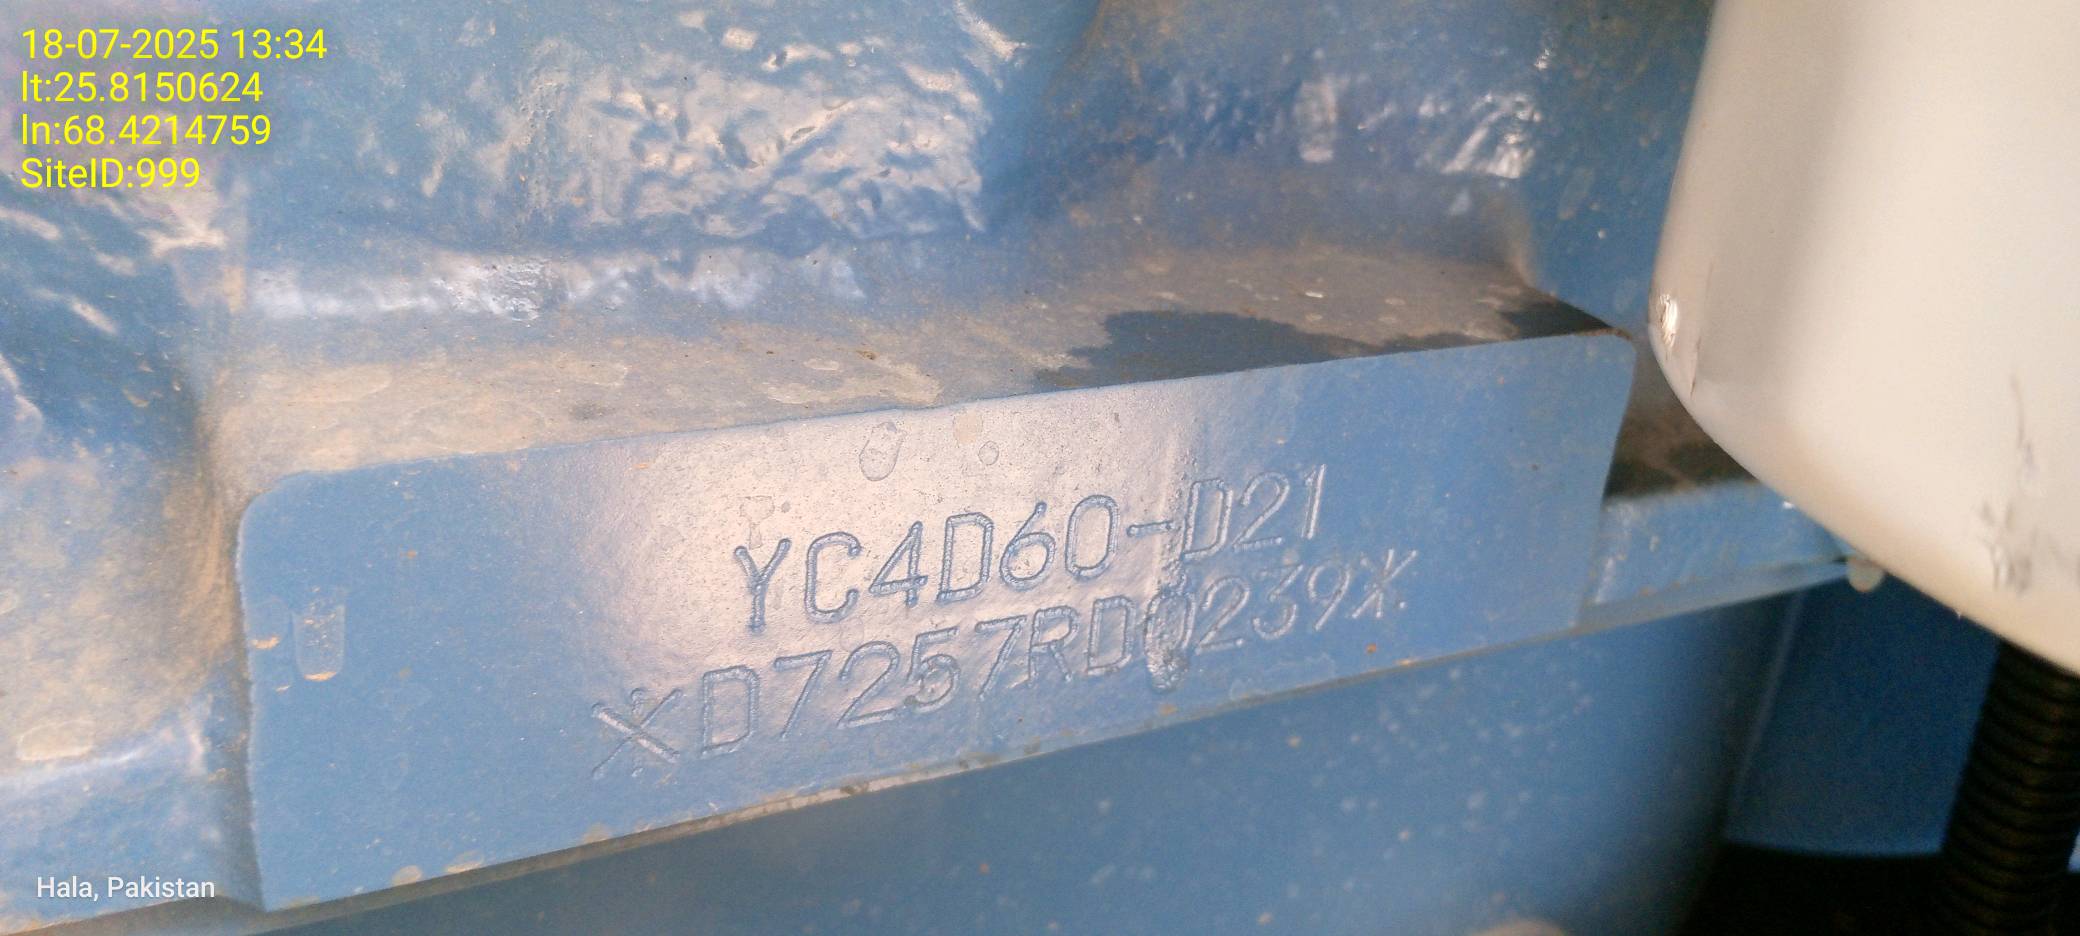 18-07-2025 13:34
lt:25.8150624
ln:68.4214759
SiteID:999
YC4D60-D21
*D7257RD0239*
Hala, Pakistan